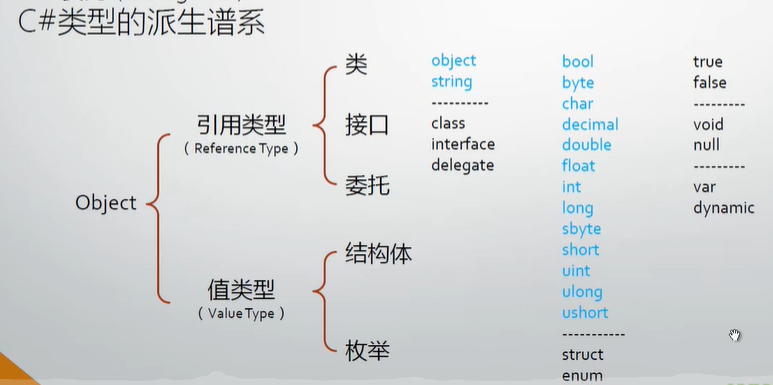 C#类型的派生谱系
Object
引用类型
( Reference Type )
类
接口
委托
值类型
( Value Type )
结构体
枚举
object
string
----------
class
interface
delegate
bool
byte
char
decimal
double
float
int
long
sbyte
short
uint
ulong
ushort
-----------
struct
enum
true
false
---------
void
null
---------
var
dynamic